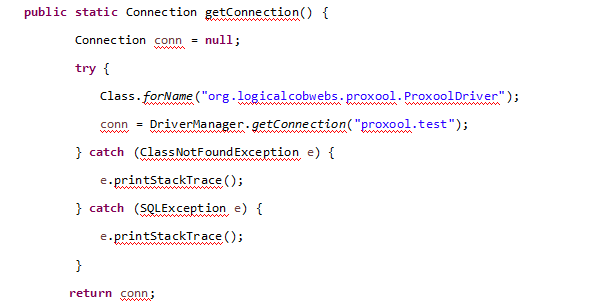 public static Connection getConnection() {
Connection conn = null;
try {
Class.forName("org.logicalcobwebs.proxool.ProxoolDriver");
conn = DriverManager.getConnection("proxool.test");
} catch (ClassNotFoundException e) {
e.printStackTrace();
} catch (SQLException e) {
e.printStackTrace();
}
return conn;